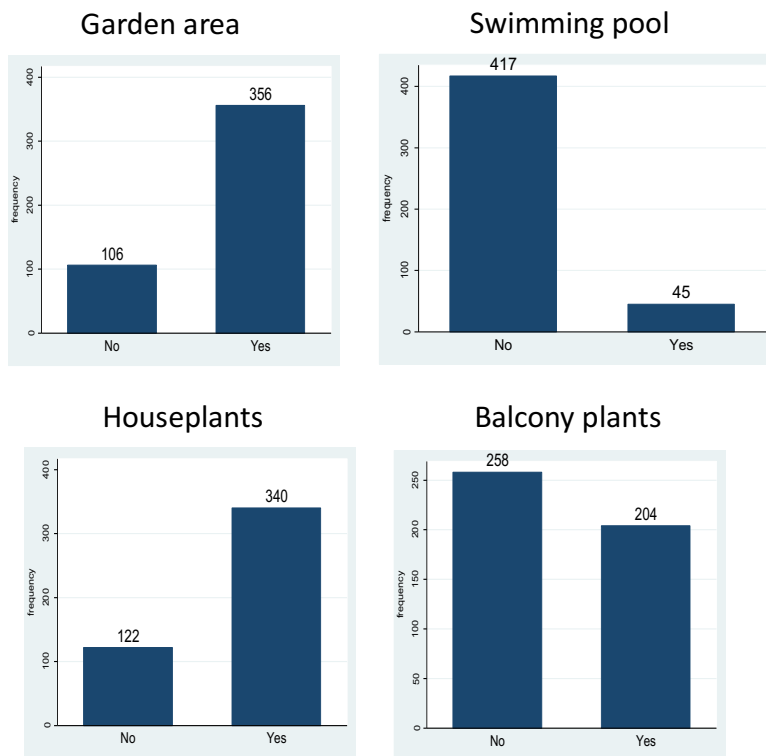 Garden area
400
300
200
100
0
frequency
106
356
No
Yes
Swimming pool
400
300
200
100
0
frequency
417
45
No
Yes
Houseplants
400
300
200
100
0
frequency
122
340
No
Yes
Balcony plants
250
200
150
100
50
0
frequency
258
204
No
Yes